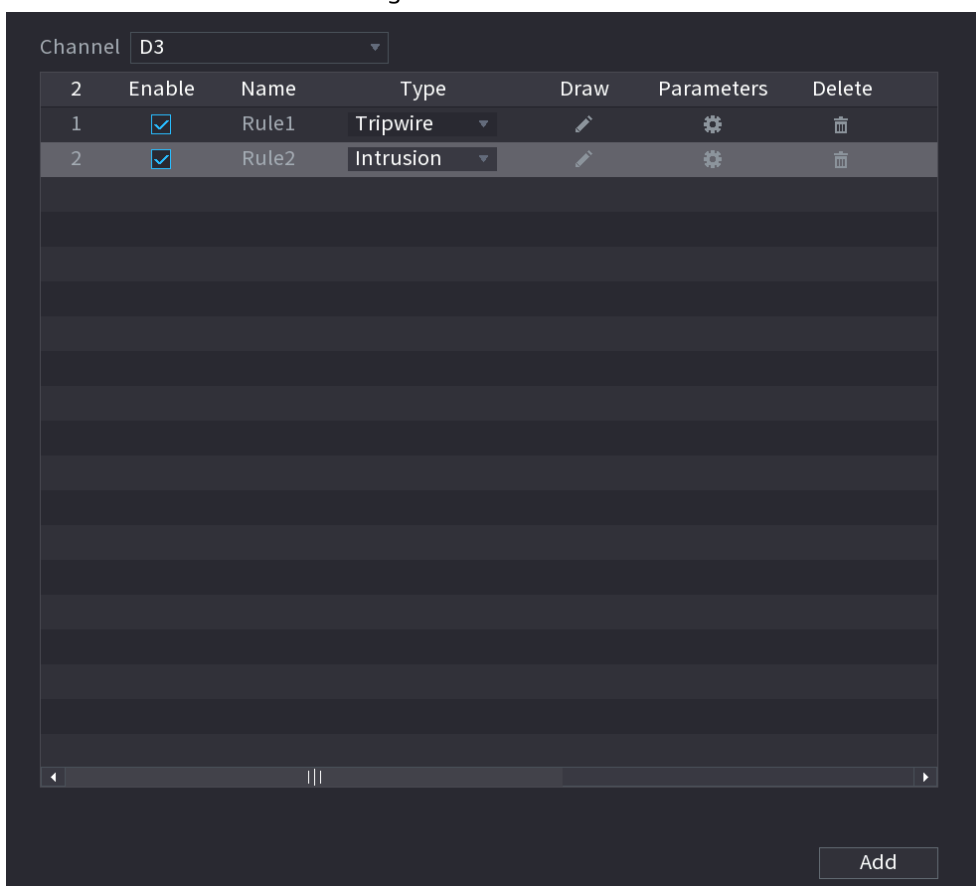 Channel D3
2 Enable Name Type Draw Parameters Delete
1 Rule1 Tripwire
2 Rule2 Intrusion
Add